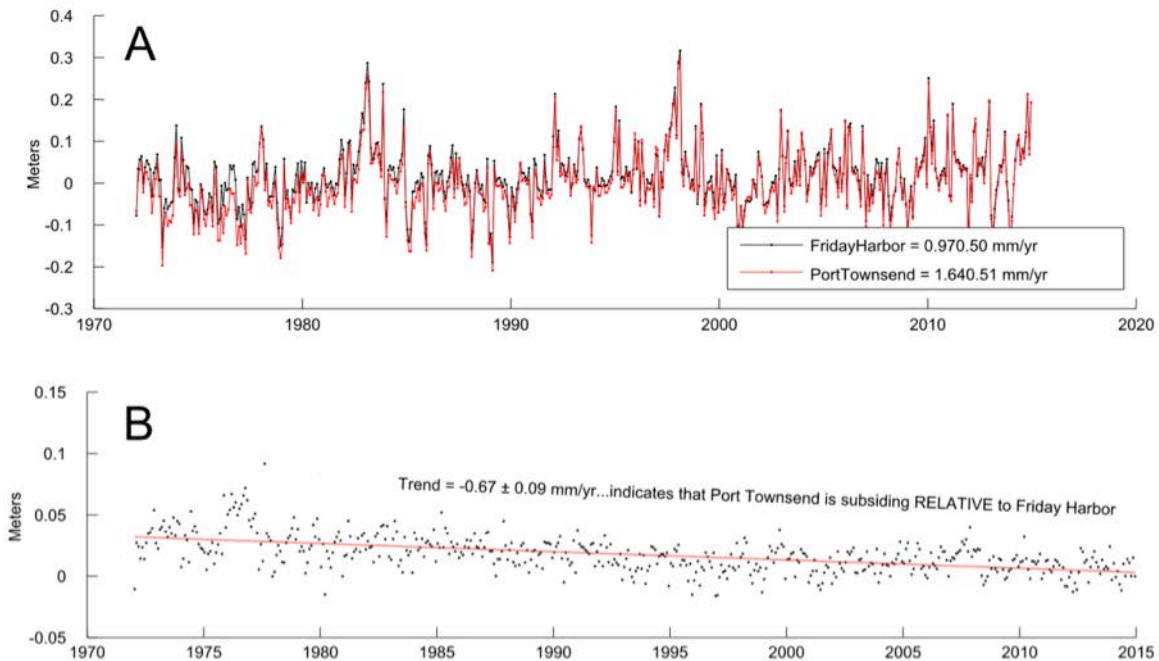 A
0.4
0.3
0.2
0.1
0
-0.1
-0.2
-0.3
Meters
FridayHarbor = 0.970.50 mm/yr
PortTownsend = 1.640.51 mm/yr
1970 1980 1990 2000 2010 2020
B
0.15
0.1
0.05
0
-0.05
Meters
Trend = -0.67 ± 0.09 mm/yr...indicates that Port Townsend is subsiding RELATIVE to Friday Harbor
1970 1975 1980 1985 1990 1995 2000 2005 2010 2015